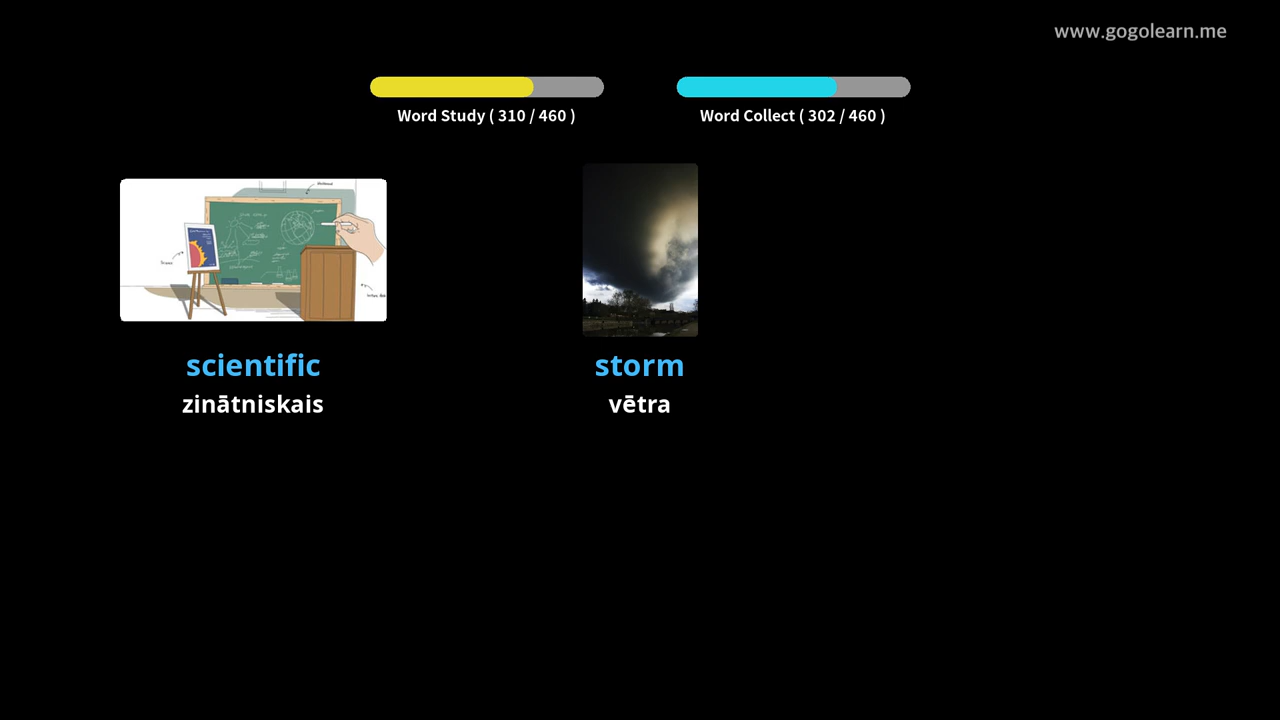 www.gogolearn.me
Word Study ( 310 / 460 )
Word Collect ( 302 / 460 )
scientific
zinātniskais
storm
vētra